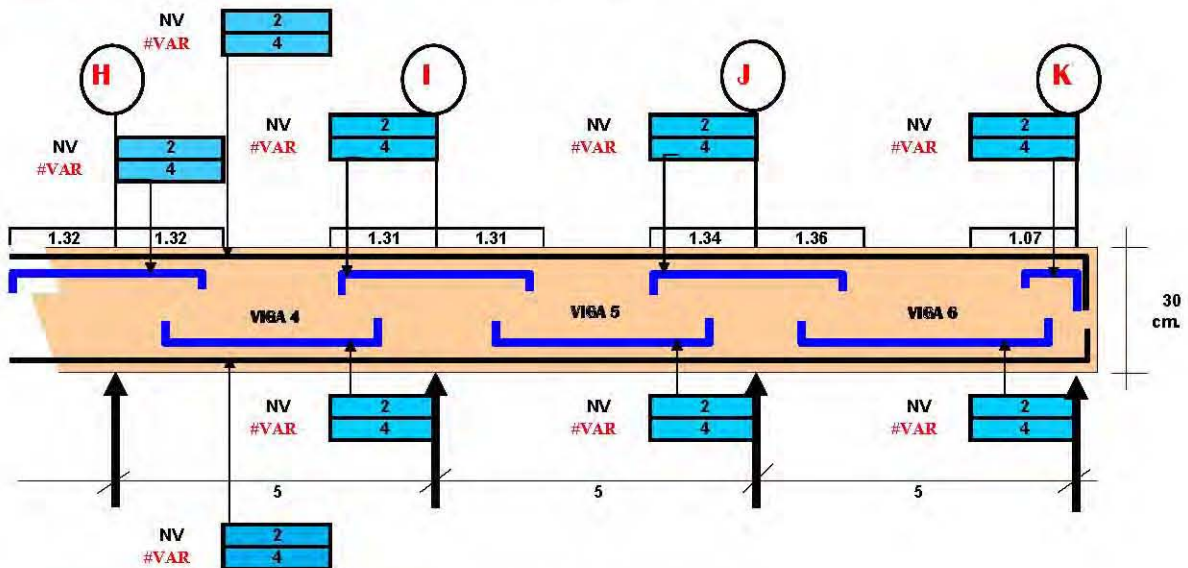 NV 2
#VAR 4
H I J K
NV 2 NV 2 NV 2 NV 2
#VAR 4 #VAR 4 #VAR 4 #VAR 4
1.32 1.32 1.31 1.31 1.34 1.36 1.07
VIGA 4 VIGA 5 VIGA 6
30
cm.
NV 2 NV 2 NV 2
#VAR 4 #VAR 4 #VAR 4
5 5 5
NV 2
#VAR 4